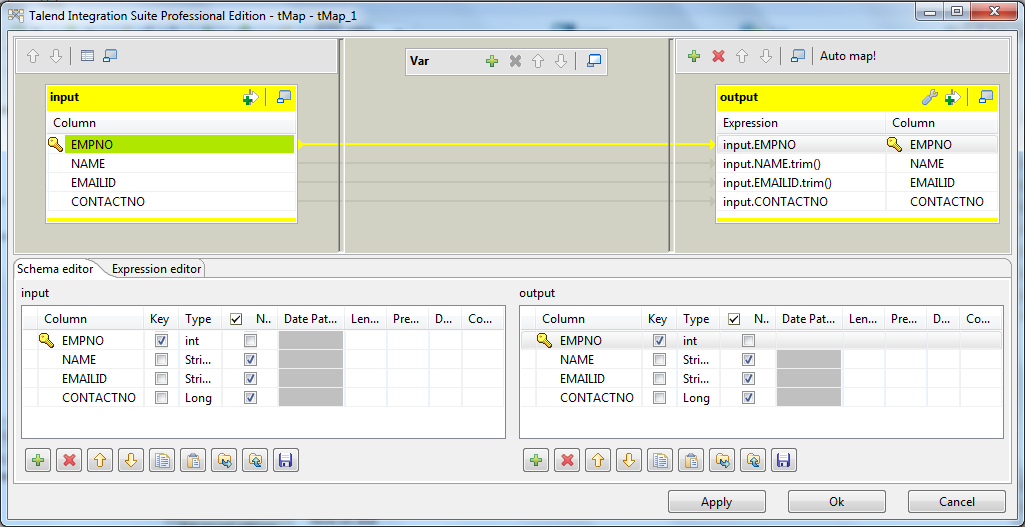 Talend Integration Suite Professional Edition - tMap - tMap_1
Var
Auto map!
input
output
Column
Expression Column
EMPNO
input.EMPNO EMPNO
NAME
input.NAME.trim() NAME
EMAILID
input.EMAILID.trim() EMAILID
CONTACTNO
input.CONTACTNO CONTACTNO
Schema editor Expression editor
input
Column Key Type N.. Date Pat... Len... Pre... D... Co...
EMPNO int
NAME Stri...
EMAILID Stri...
CONTACTNO Long
output
Column Key Type N.. Date Pat... Len... Pre... D... Co...
EMPNO int
NAME Stri...
EMAILID Stri...
CONTACTNO Long
Apply Ok Cancel